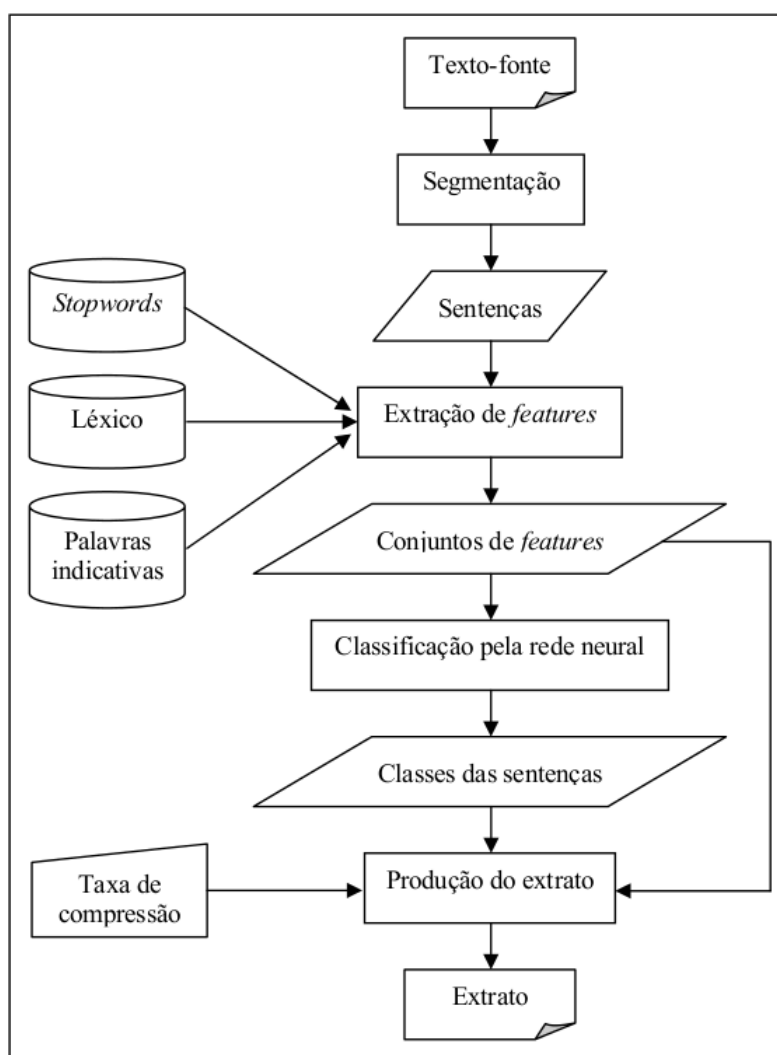 Texto-fonte
Segmentação
Sentenças
Stopwords
Léxico
Palavras
indicativas
Extração de features
Conjuntos de features
Classificação pela rede neural
Classes das sentenças
Taxa de
compressão
Produção do extrato
Extrato